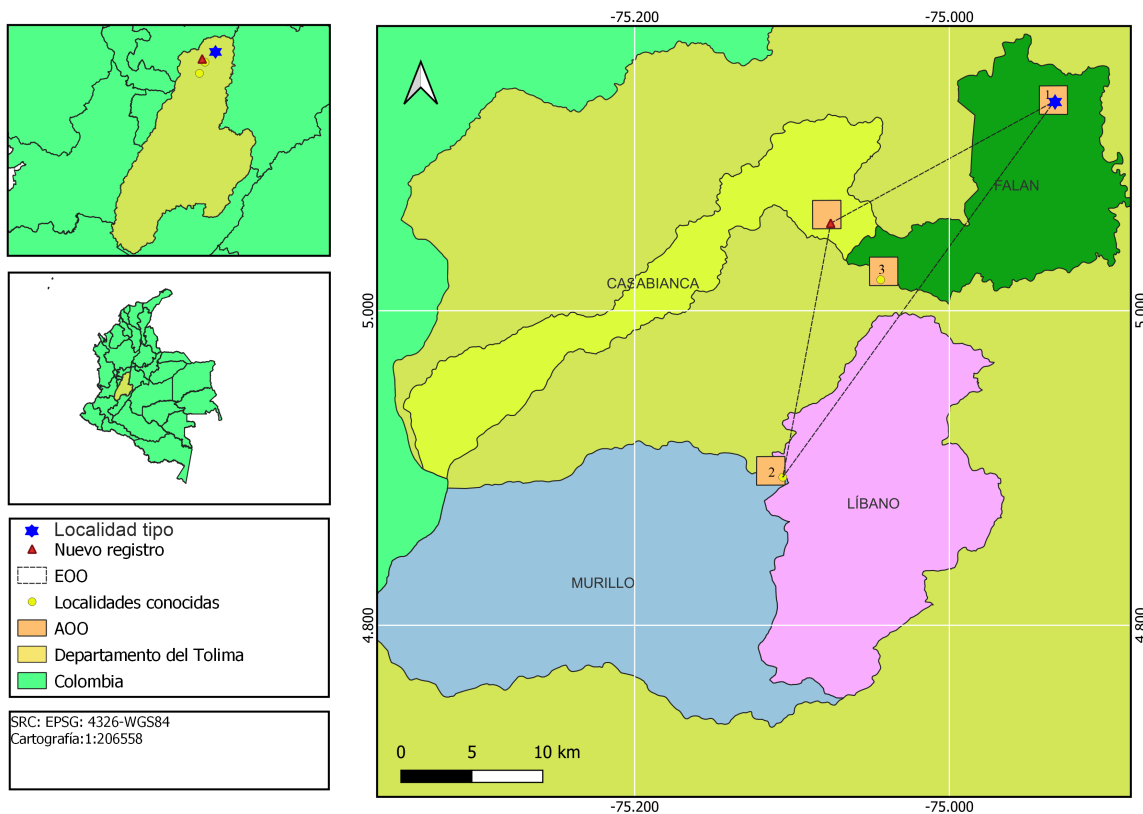 -75.200
-75.000
1
FALAN
3
CASABIANCA
5.000
5.000
2
LÍBANO
MURILLO
4.800
4.800
0
5
10 km
-75.200
-75.000
Localidad tipo
Nuevo registro
EOO
Localidades conocidas
AOO
Departamento del Tolima
Colombia
SRC: EPSG: 4326-WGS84
Cartografía:1:206558